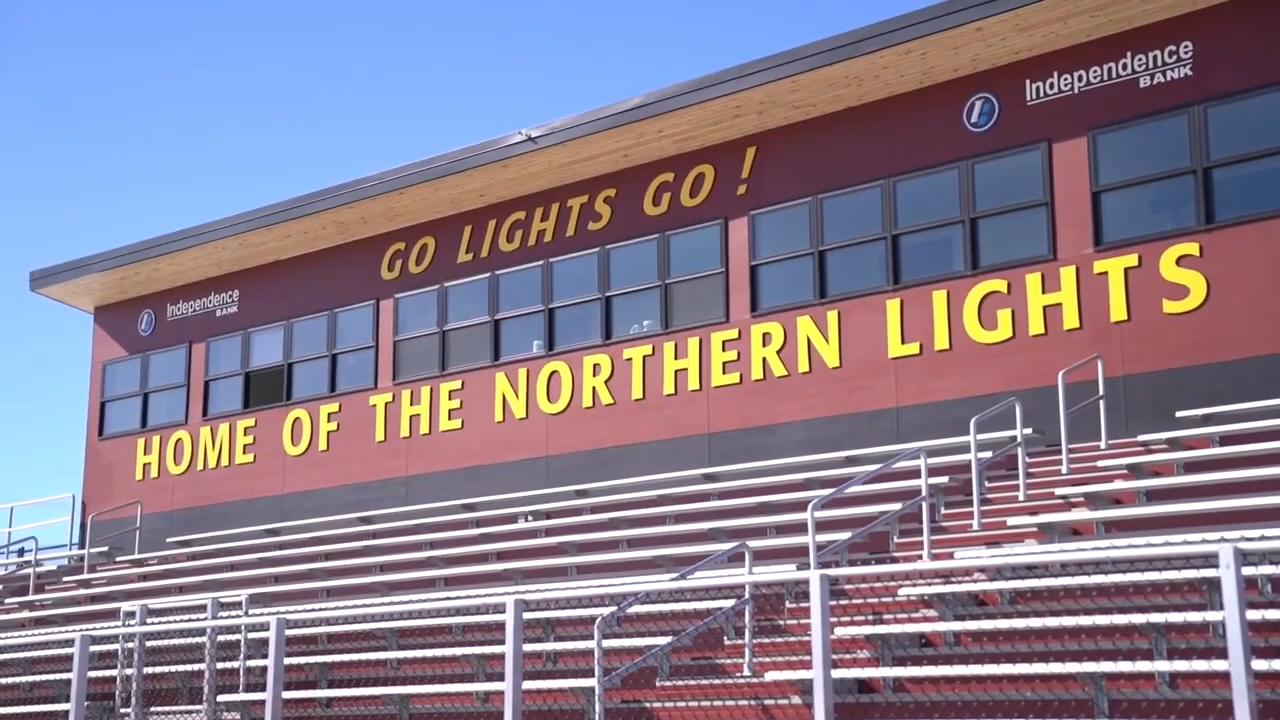 GO LIGHTS GO !
Independence
BANK
Independence
BANK
HOME OF THE NORTHERN LIGHTS